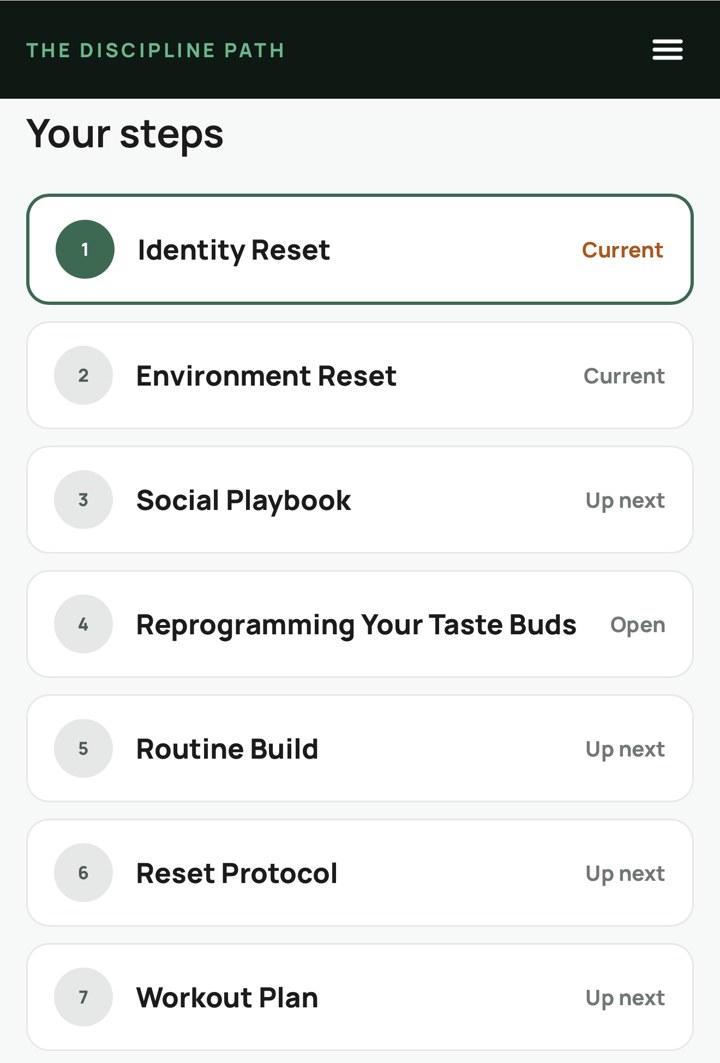 THE DISCIPLINE PATH
Your steps
1 Identity Reset Current
2 Environment Reset Current
3 Social Playbook Up next
4 Reprogramming Your Taste Buds Open
5 Routine Build Up next
6 Reset Protocol Up next
7 Workout Plan Up next